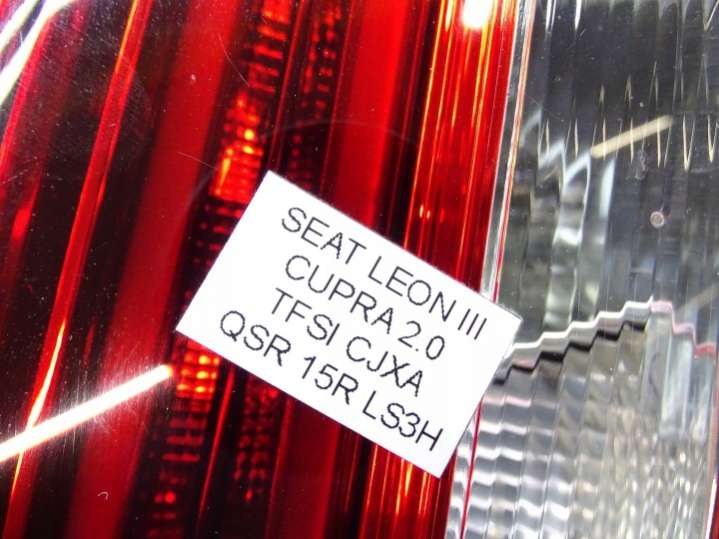 SEAT LEON III
CUPRA 2.0
TFSI CJXA
QSR 15R LS3H